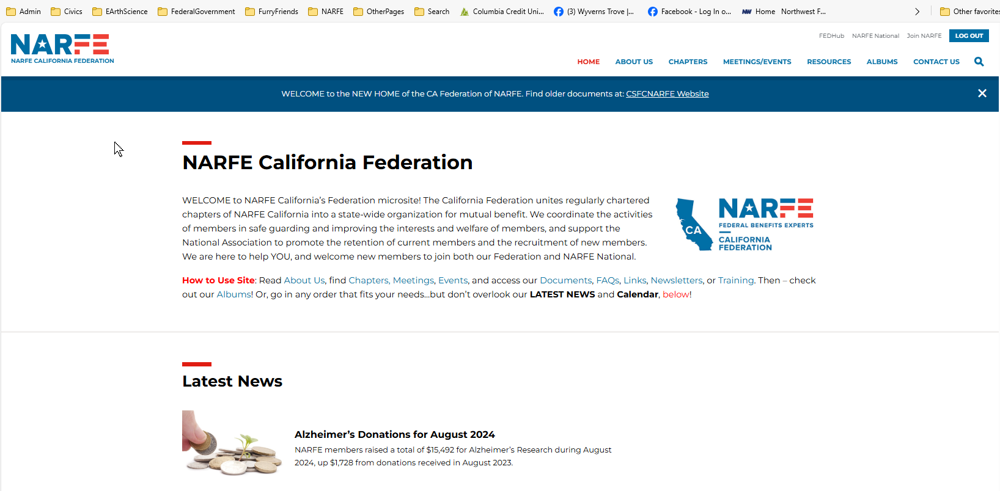 Admin Civics EArthScience FederalGovernment FurryFriends NARFE OtherPages Search Columbia Credit Uni... (3) Wyverns Trove |... Facebook - Log In o... NW Home Northwest F... Other favorites
NARFE
NARFE CALIFORNIA FEDERATION
FEDHub NARFE National Join NARFE LOG OUT
HOME ABOUT US CHAPTERS MEETINGS/EVENTS RESOURCES ALBUMS CONTACT US
WELCOME to the NEW HOME of the CA Federation of NARFE. Find older documents at: CSFCNARFE Website
NARFE California Federation
WELCOME to NARFE California’s Federation microsite! The California Federation unites regularly chartered
chapters of NARFE California into a state-wide organization for mutual benefit. We coordinate the activities
of members in safe guarding and improving the interests and welfare of members, and support the
National Association to promote the retention of current members and the recruitment of new members.
We are here to help YOU, and welcome new members to join both our Federation and NARFE National.
CA
NARFE
FEDERAL BENEFITS EXPERTS
CALIFORNIA
FEDERATION
How to Use Site: Read About Us, find Chapters, Meetings, Events, and access our Documents, FAQs, Links, Newsletters, or Training. Then – check
out our Albums! Or, go in any order that fits your needs...but don’t overlook our LATEST NEWS and Calendar, below!
Latest News
Alzheimer’s Donations for August 2024
NARFE members raised a total of $15,492 for Alzheimer’s Research during August
2024, up $1,728 from donations received in August 2023.